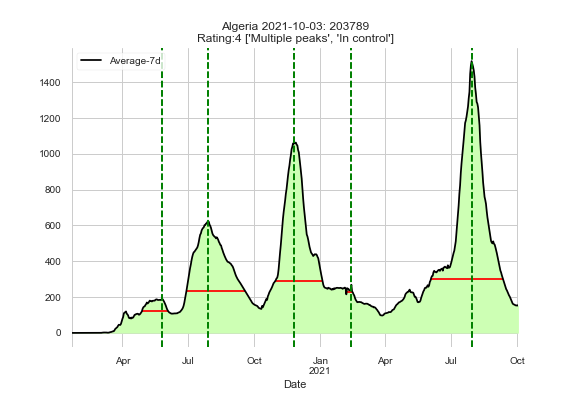 Algeria 2021-10-03: 203789
Rating:4 ['Multiple peaks', 'In control']
Average-7d
1400
1200
1000
800
600
400
200
0
Apr Jul Oct Jan Apr Jul Oct
2021
Date